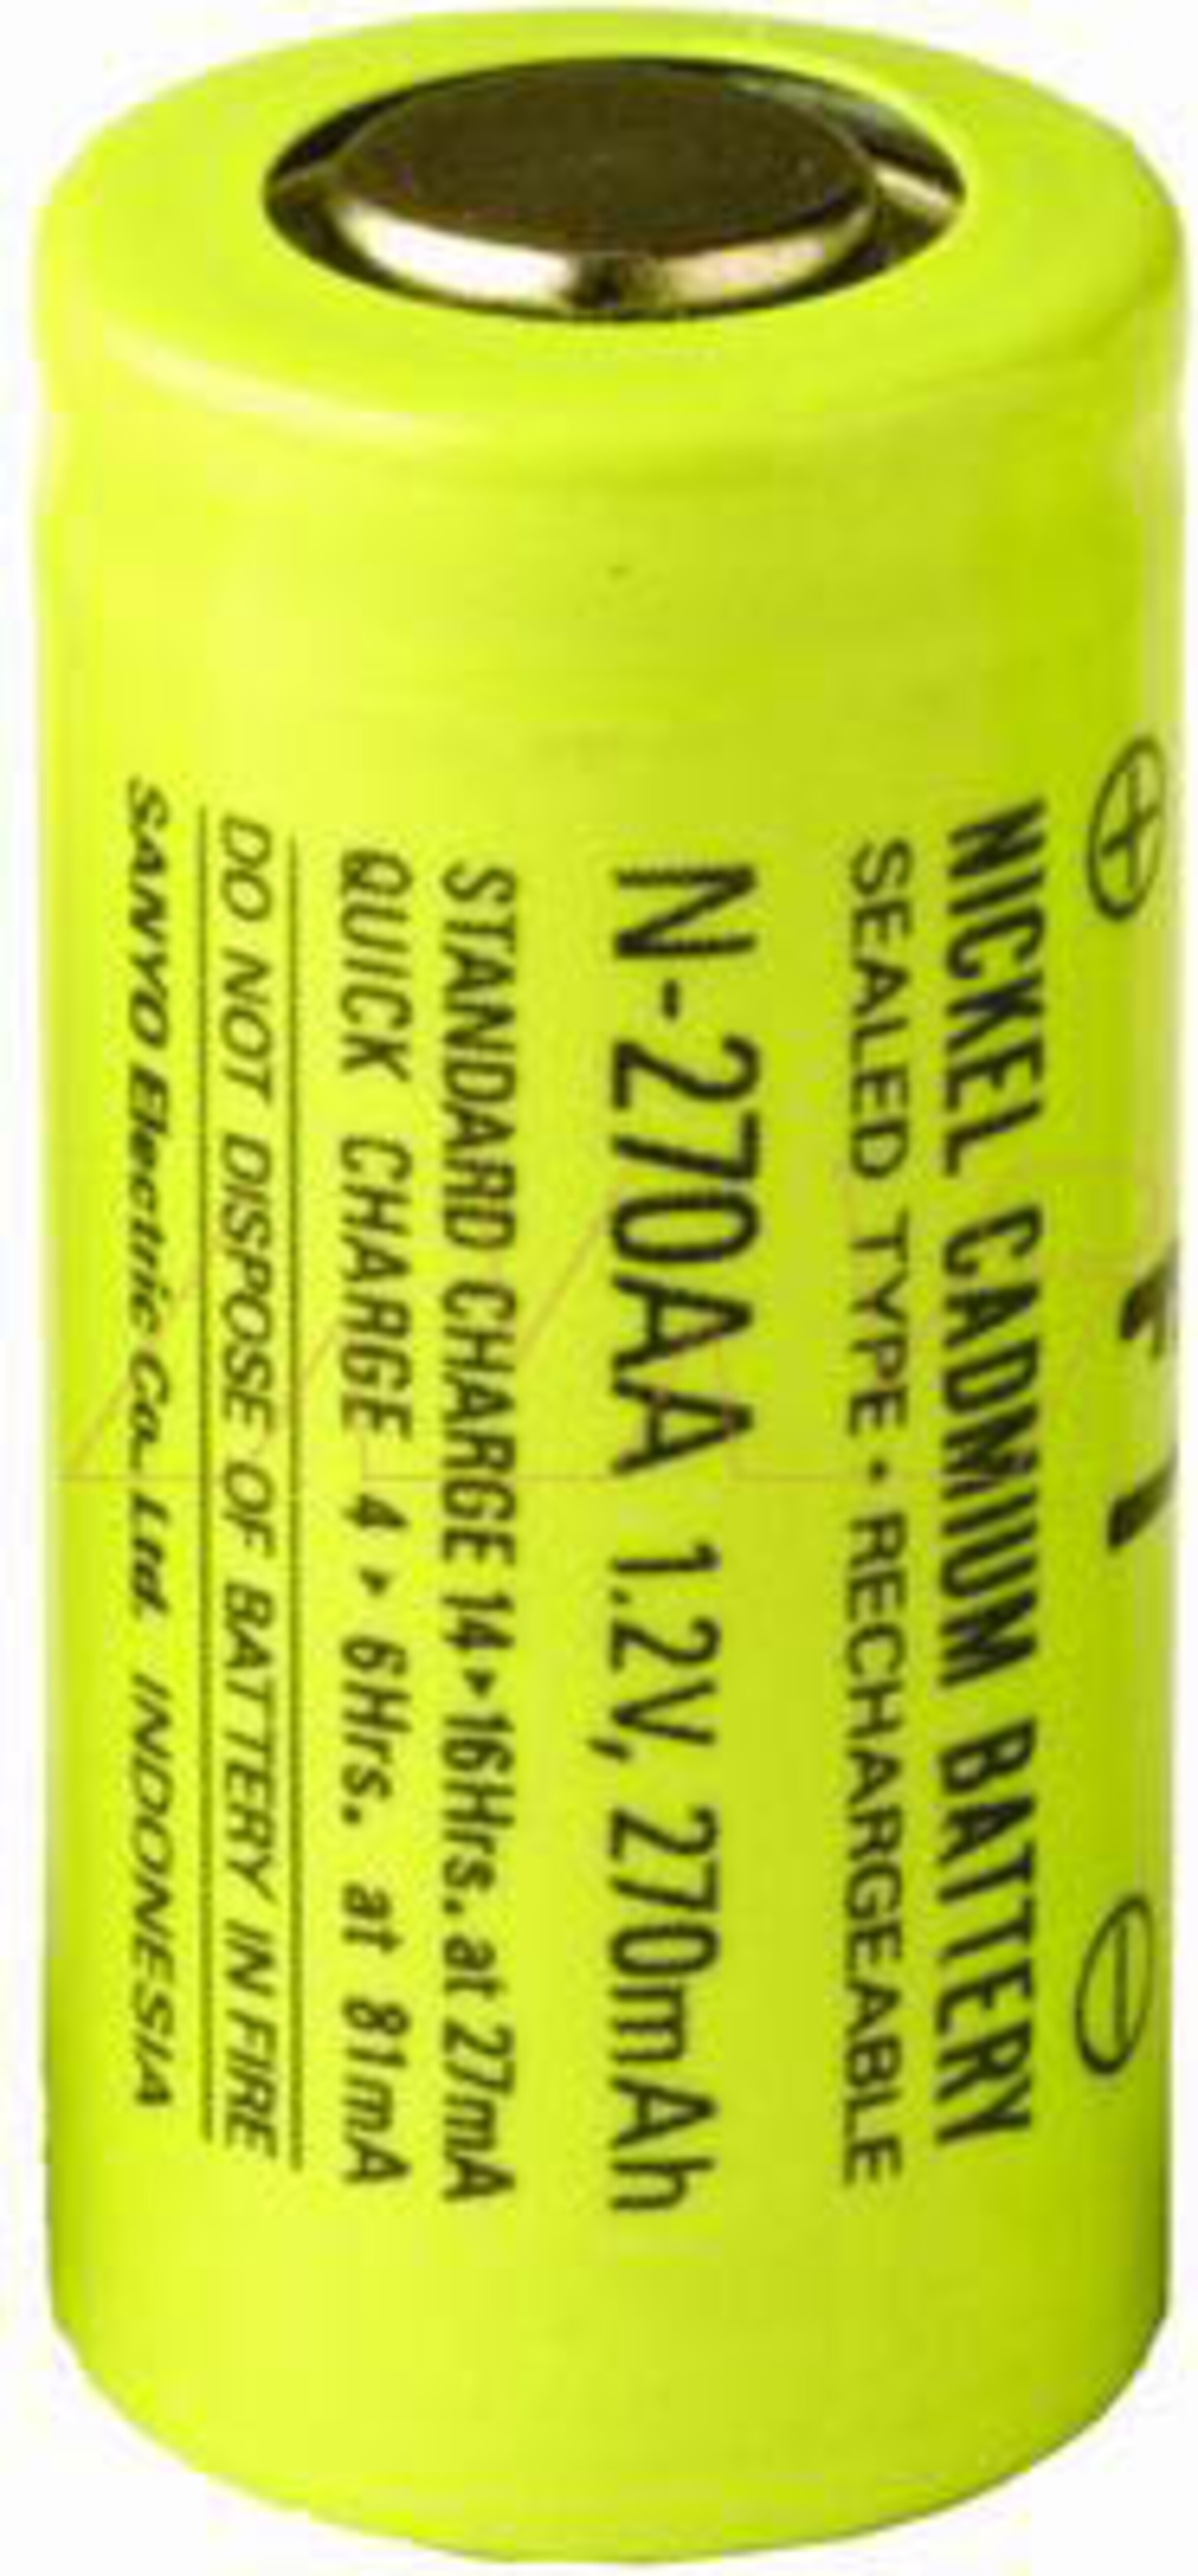 ⊕ ⊖
NICKEL CADMIUM BATTERY
SEALED TYPE • RECHARGEABLE
N-270AA 1.2V, 270mAh
STANDARD CHARGE 14▸16Hrs. at 27mA
QUICK CHARGE 4▸6Hrs. at 81mA
DO NOT DISPOSE OF BATTERY IN FIRE
SANYO Electric Co., Ltd. INDONESIA